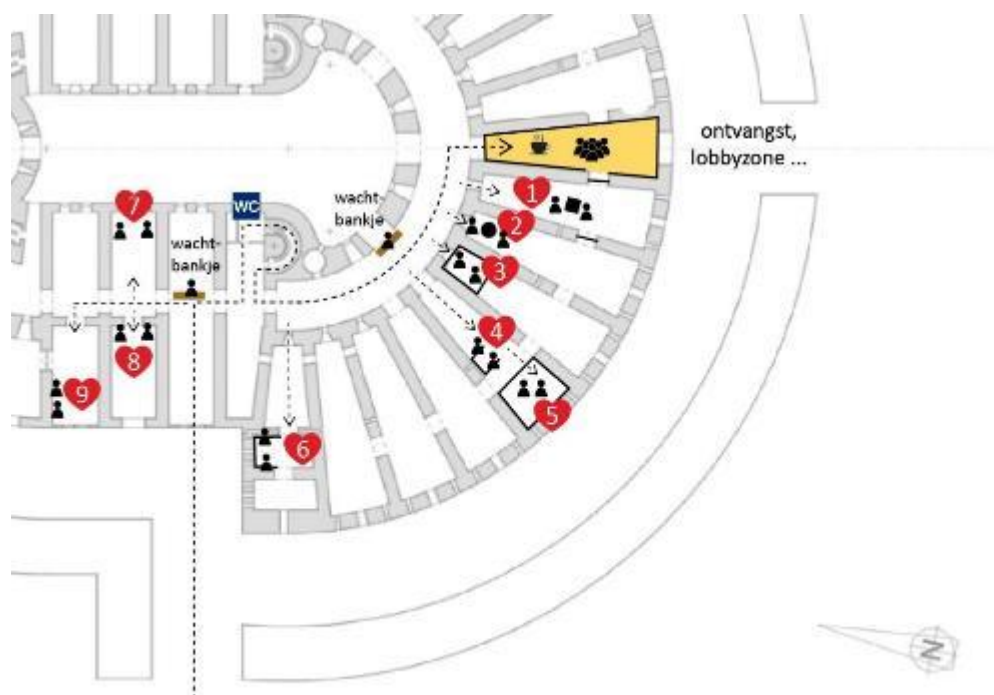 ontvangst,
lobbyzone ...
1
2
3
4
5
6
7
8
9
WC
wacht-
bankje
wacht-
bankje
N